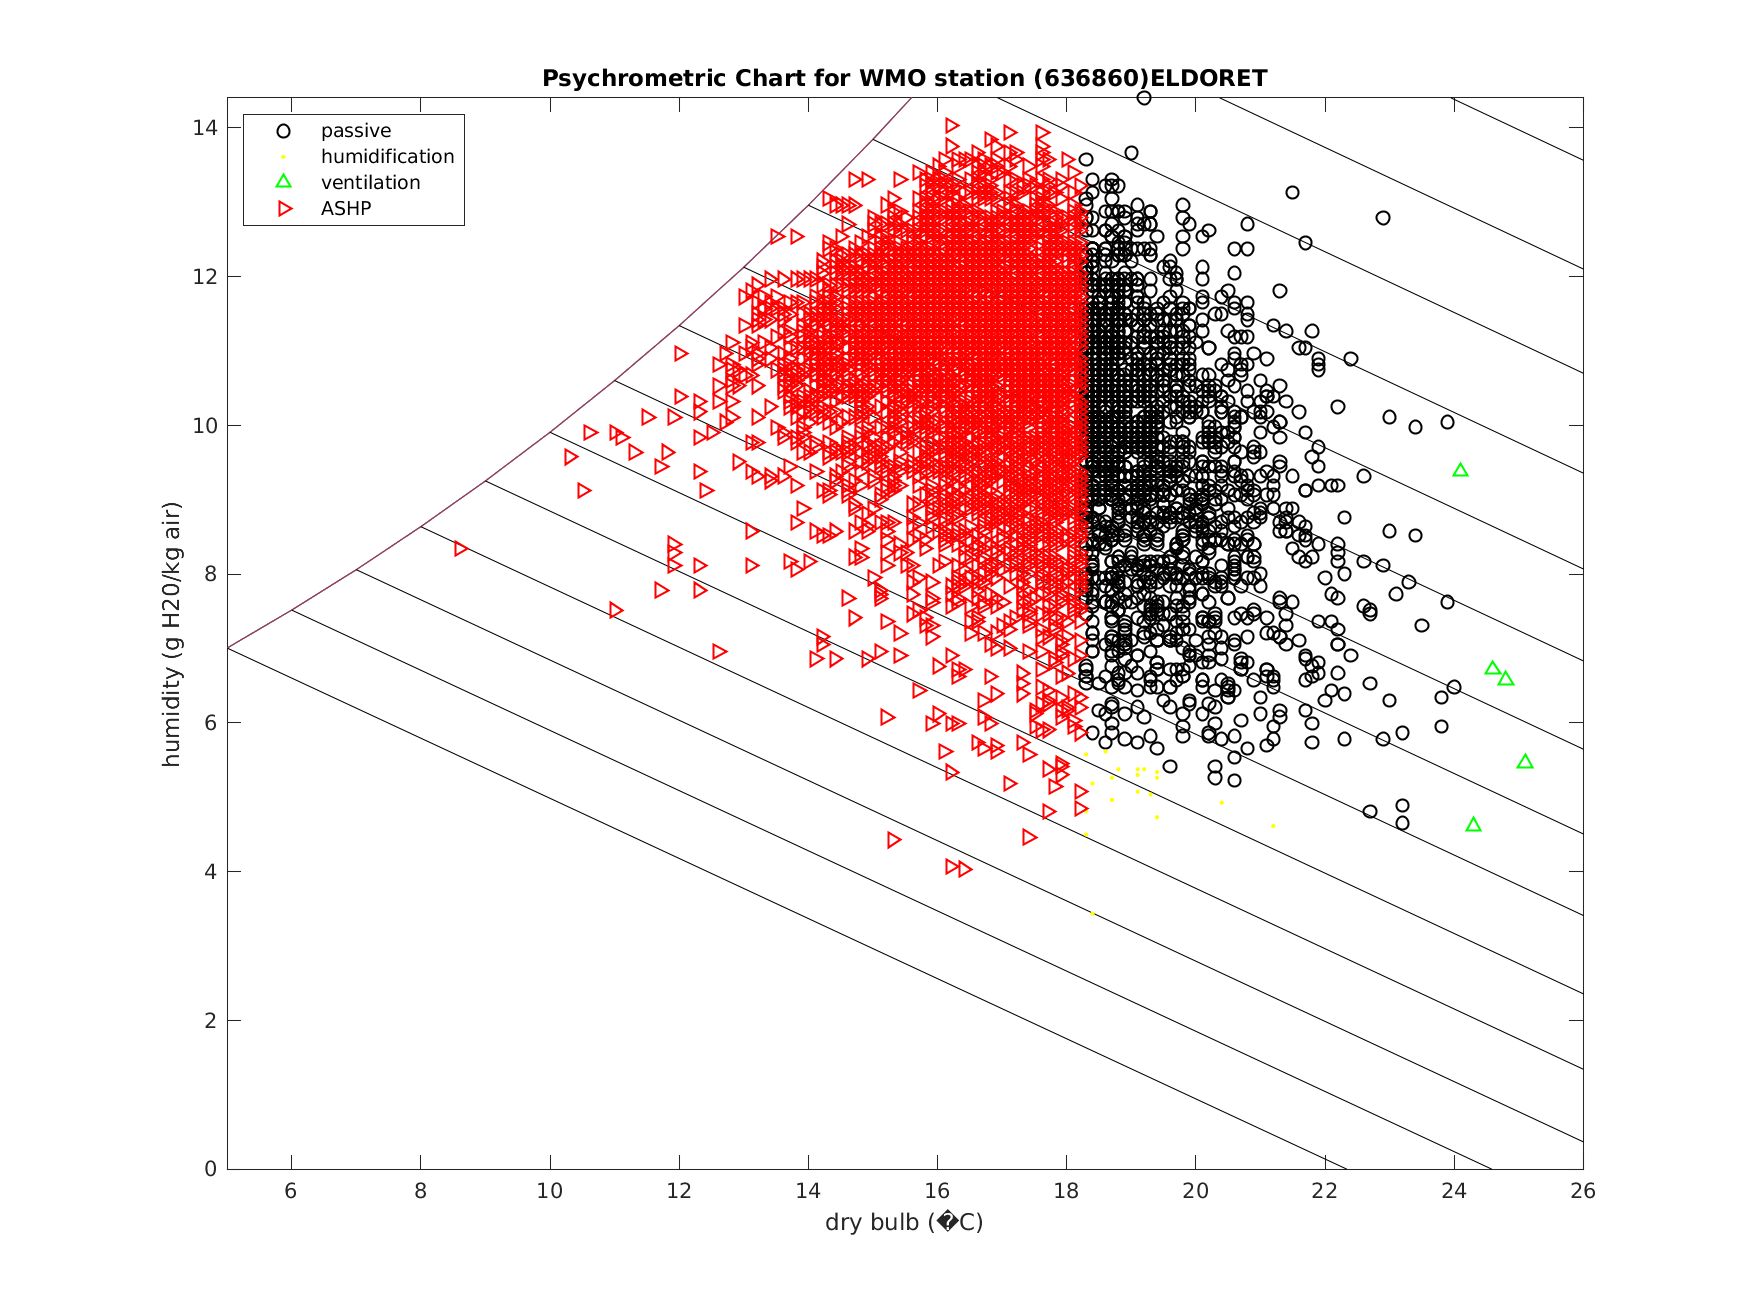 Psychrometric Chart for WMO station (636860)ELDORET
passive
humidification
ventilation
ASHP
14
12
10
8
6
4
2
0
humidity (g H20/kg air)
6 8 10 12 14 16 18 20 22 24 26
dry bulb (�C)